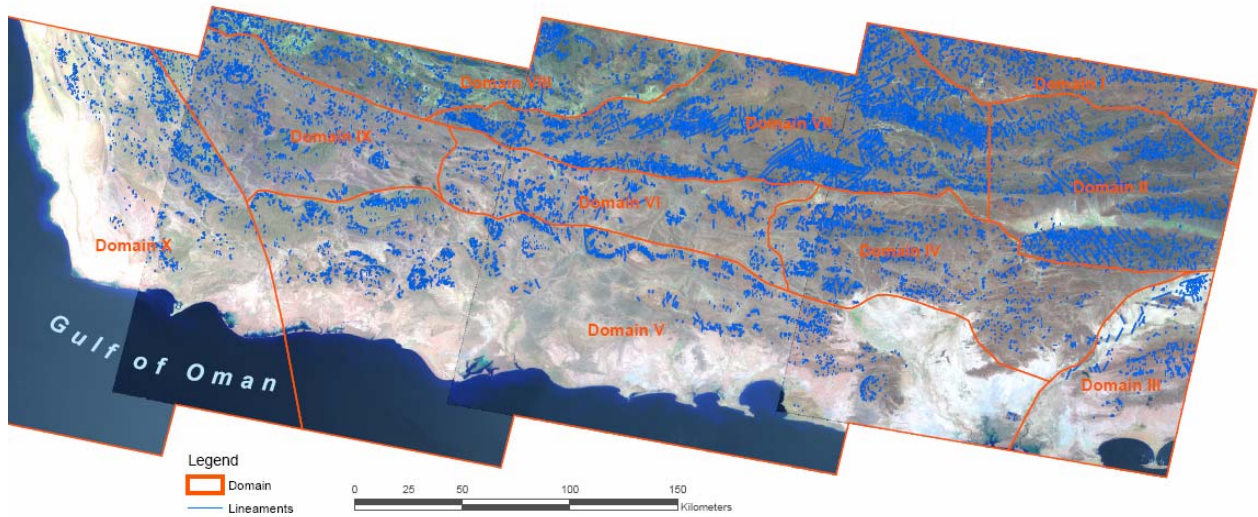 Domain I
Domain VIII
Domain VII
Domain IX
Domain II
Domain VI
Domain X
Domain IV
Domain V
Domain III
Gulf of Oman
Legend
Domain
Lineaments
0 25 50 100 150
Kilometers